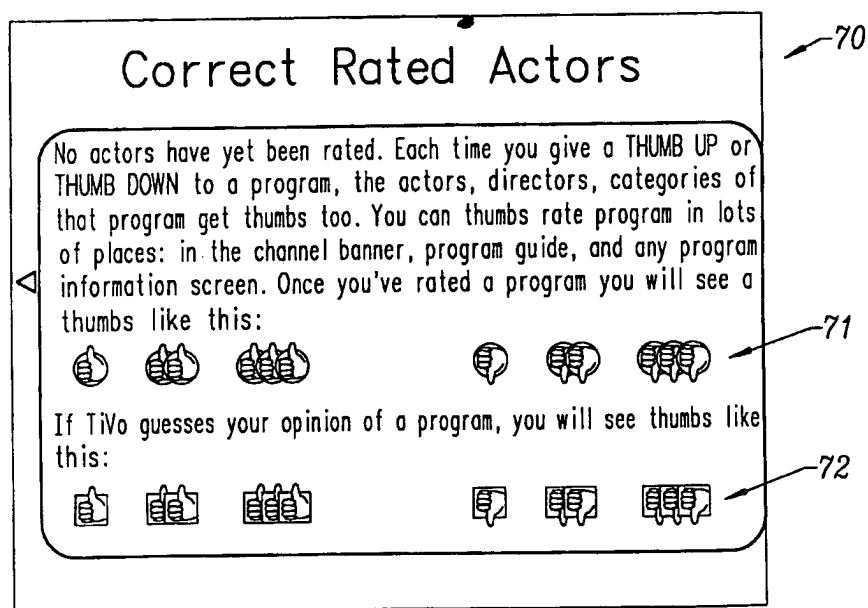 Correct Rated Actors
70
No actors have yet been rated. Each time you give a THUMB UP or
THUMB DOWN to a program, the actors, directors, categories of
that program get thumbs too. You can thumbs rate program in lots
of places: in the channel banner, program guide, and any program
information screen. Once you've rated a program you will see a
thumbs like this:
71
If TiVo guesses your opinion of a program, you will see thumbs like
this:
72